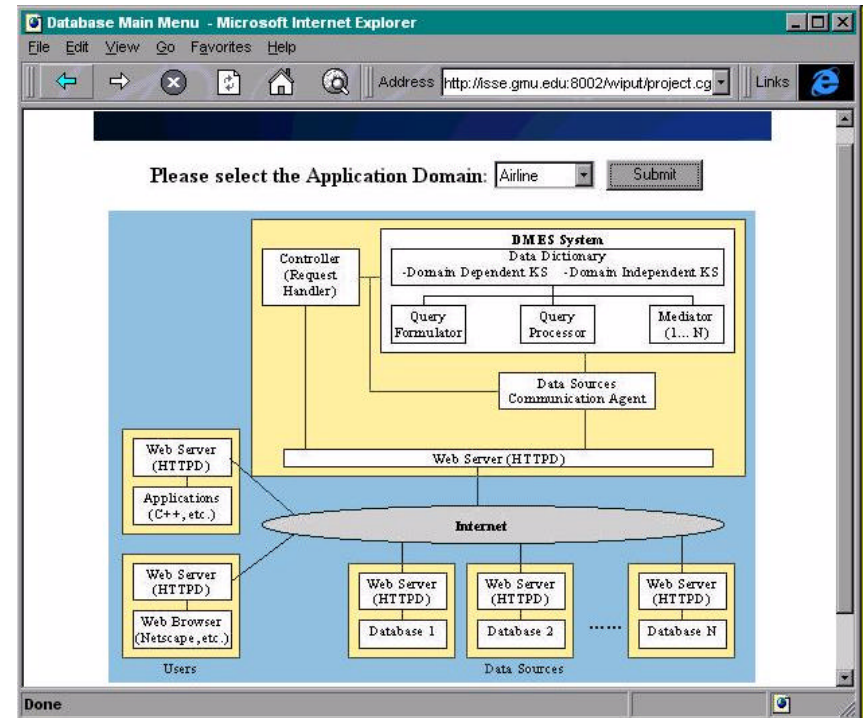 Database Main Menu - Microsoft Internet Explorer
File Edit View Go Favorites Help
Address http://isse.gmu.edu:8002/wiput/project.cg Links
Please select the Application Domain: Airline Submit
DMES System
Data Dictionary
-Domain Dependent KS -Domain Independent KS
Controller
(Request
Handler)
Query
Formulator
Query
Processor
Mediator
(1... N)
Data Sources
Communication Agent
Web Server (HTTPD)
Web Server
(HTTPD)
Applications
(C++, etc.)
Internet
Web Server
(HTTPD)
Web Browser
(Netscape, etc.)
Users
Web Server
(HTTPD)
Database 1
Web Server
(HTTPD)
Database 2
......
Web Server
(HTTPD)
Database N
Data Sources
Done